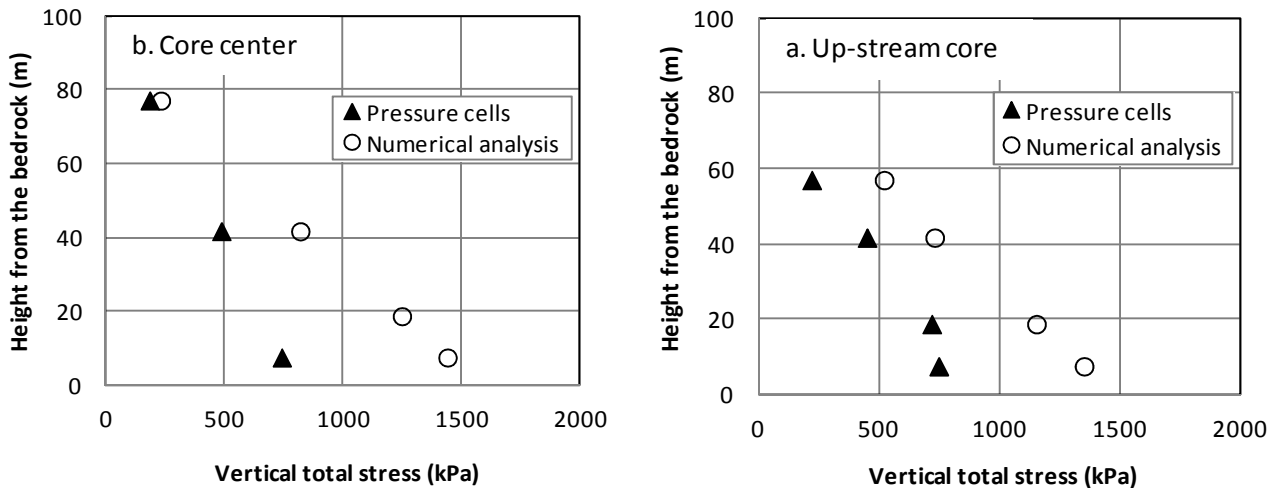 b. Core center
Pressure cells
Numerical analysis
Height from the bedrock (m)
100
80
60
40
20
0
0 500 1000 1500 2000
Vertical total stress (kPa)
a. Up-stream core
Pressure cells
Numerical analysis
Height from the bedrock (m)
100
80
60
40
20
0
0 500 1000 1500 2000
Vertical total stress (kPa)